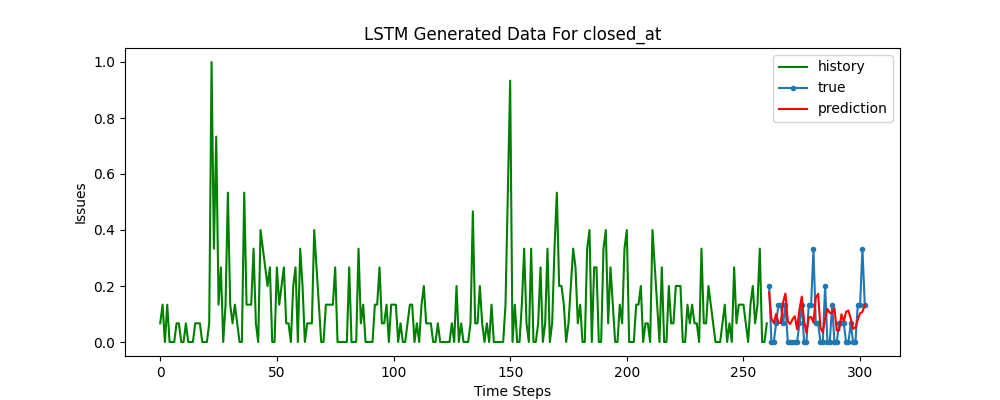 LSTM Generated Data For closed_at
history
true
prediction
Issues
1.0
0.8
0.6
0.4
0.2
0.0
0
50
100
150
200
250
300
Time Steps